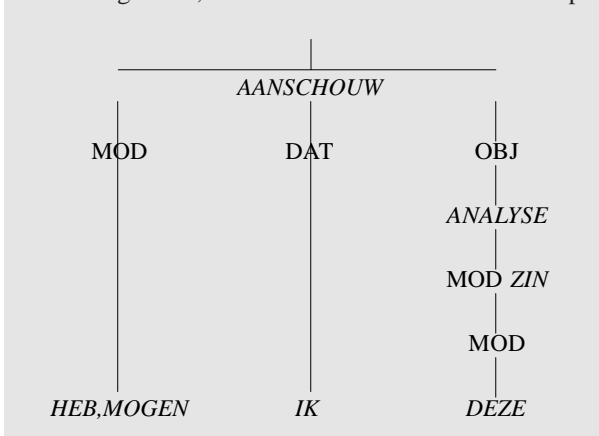 AANSCHOUW
MOD DAT OBJ
ANALYSE
MOD ZIN
MOD
HEB,MOGEN IK DEZE